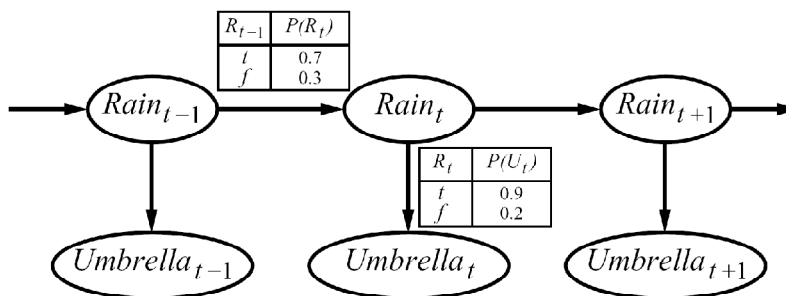 R_{t-1} P(R_t)
t 0.7
f 0.3
Rain_{t-1} Rain_t Rain_{t+1}
R_t P(U_t)
t 0.9
f 0.2
Umbrella_{t-1} Umbrella_t Umbrella_{t+1}